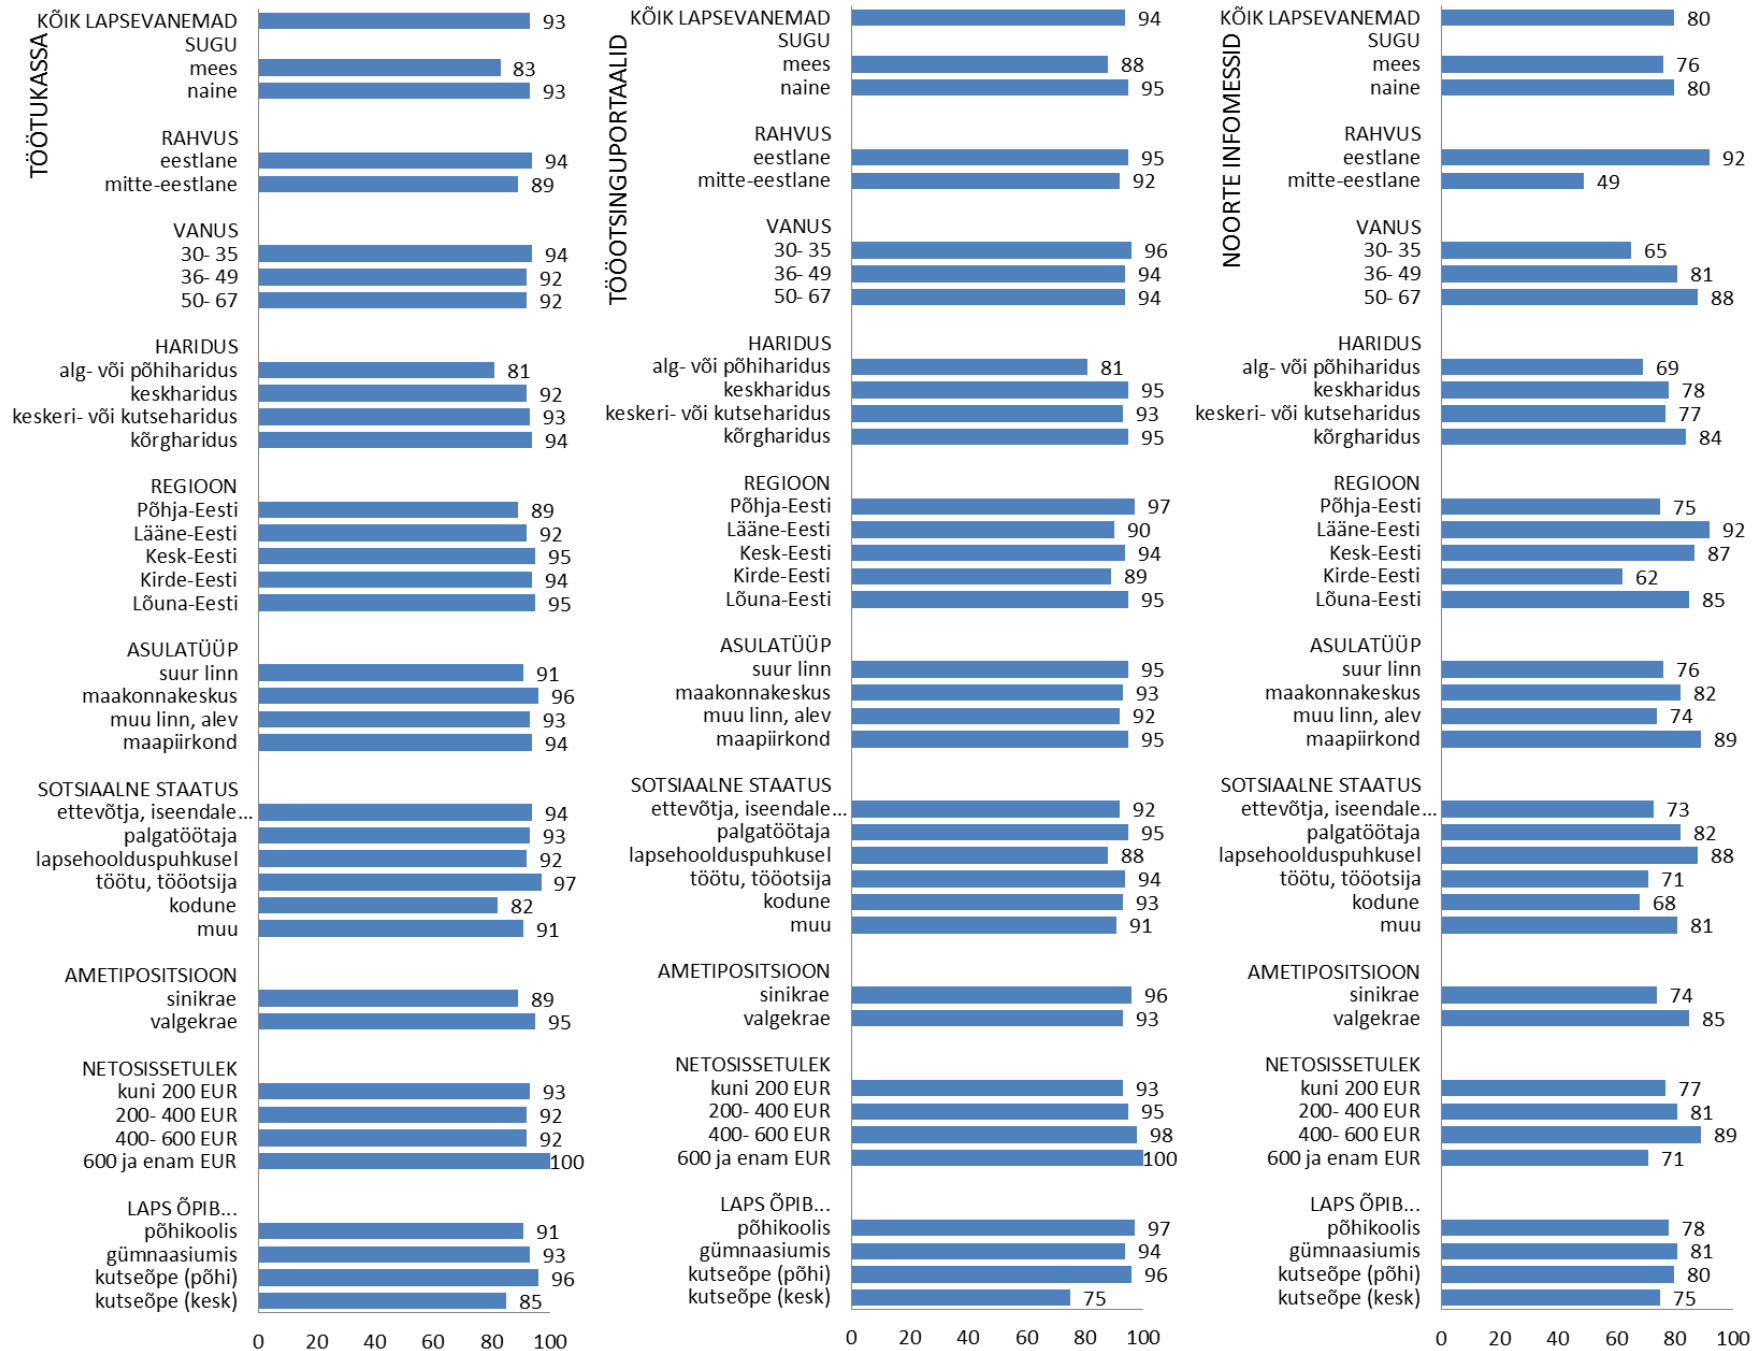 TÖÖTUKASSA
KÕIK LAPSEVANEMAD 93
SUGU
mees 83
naine 93
RAHVUS
eestlane 94
mitte-eestlane 89
VANUS
30- 35 94
36- 49 92
50- 67 92
HARIDUS
alg- või põhiharidus 81
keskharidus 92
keskeri- või kutseharidus 93
kõrgharidus 94
REGIOON
Põhja-Eesti 89
Lääne-Eesti 92
Kesk-Eesti 95
Kirde-Eesti 94
Lõuna-Eesti 95
ASULATÜÜP
suur linn 91
maakonnakeskus 96
muu linn, alev 93
maapiirkond 94
SOTSIAALNE STAATUS
ettevõtja, iseendale... 94
palgatöötaja 93
lapsehoolduspuhkusel 92
töötu, tööotsija 97
kodune 82
muu 91
AMETIPOSITSIOON
sinikrae 89
valgekrae 95
NETOSISSETULEK
kuni 200 EUR 93
200- 400 EUR 92
400- 600 EUR 92
600 ja enam EUR 100
LAPS ÕPIB...
põhikoolis 91
gümnaasiumis 93
kutseõpe (põhi) 96
kutseõpe (kesk) 85
0 20 40 60 80 100
TÖÖOTSINGUPORTAALID
KÕIK LAPSEVANEMAD 94
SUGU
mees 88
naine 95
RAHVUS
eestlane 95
mitte-eestlane 92
VANUS
30- 35 96
36- 49 94
50- 67 94
HARIDUS
alg- või põhiharidus 81
keskharidus 95
keskeri- või kutseharidus 93
kõrgharidus 95
REGIOON
Põhja-Eesti 97
Lääne-Eesti 90
Kesk-Eesti 94
Kirde-Eesti 89
Lõuna-Eesti 95
ASULATÜÜP
suur linn 95
maakonnakeskus 93
muu linn, alev 92
maapiirkond 95
SOTSIAALNE STAATUS
ettevõtja, iseendale... 92
palgatöötaja 95
lapsehoolduspuhkusel 88
töötu, tööotsija 94
kodune 93
muu 91
AMETIPOSITSIOON
sinikrae 96
valgekrae 93
NETOSISSETULEK
kuni 200 EUR 93
200- 400 EUR 95
400- 600 EUR 98
600 ja enam EUR 100
LAPS ÕPIB...
põhikoolis 97
gümnaasiumis 94
kutseõpe (põhi) 96
kutseõpe (kesk) 75
0 20 40 60 80 100
NOORTE INFOMESSID
KÕIK LAPSEVANEMAD 80
SUGU
mees 76
naine 80
RAHVUS
eestlane 92
mitte-eestlane 49
VANUS
30- 35 65
36- 49 81
50- 67 88
HARIDUS
alg- või põhiharidus 69
keskharidus 78
keskeri- või kutseharidus 77
kõrgharidus 84
REGIOON
Põhja-Eesti 75
Lääne-Eesti 92
Kesk-Eesti 87
Kirde-Eesti 62
Lõuna-Eesti 85
ASULATÜÜP
suur linn 76
maakonnakeskus 82
muu linn, alev 74
maapiirkond 89
SOTSIAALNE STAATUS
ettevõtja, iseendale... 73
palgatöötaja 82
lapsehoolduspuhkusel 88
töötu, tööotsija 71
kodune 68
muu 81
AMETIPOSITSIOON
sinikrae 74
valgekrae 85
NETOSISSETULEK
kuni 200 EUR 77
200- 400 EUR 81
400- 600 EUR 89
600 ja enam EUR 71
LAPS ÕPIB...
põhikoolis 78
gümnaasiumis 81
kutseõpe (põhi) 80
kutseõpe (kesk) 75
0 20 40 60 80 100